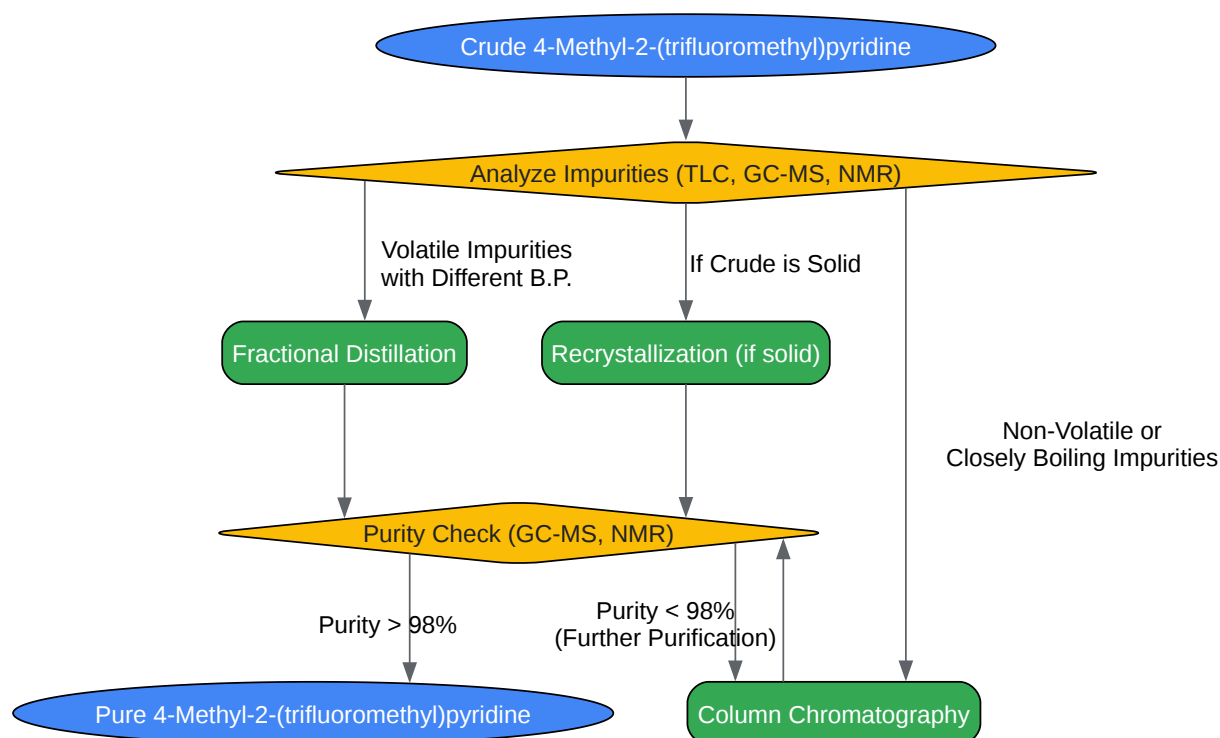 Crude 4-Methyl-2-(trifluoromethyl)pyridine
Analyze Impurities (TLC, GC-MS, NMR)
Volatile Impurities
with Different B.P.
If Crude is Solid
Fractional Distillation
Recrystallization (if solid)
Non-Volatile or
Closely Boiling Impurities
Purity Check (GC-MS, NMR)
Purity > 98%
Purity < 98%
(Further Purification)
Pure 4-Methyl-2-(trifluoromethyl)pyridine
Column Chromatography